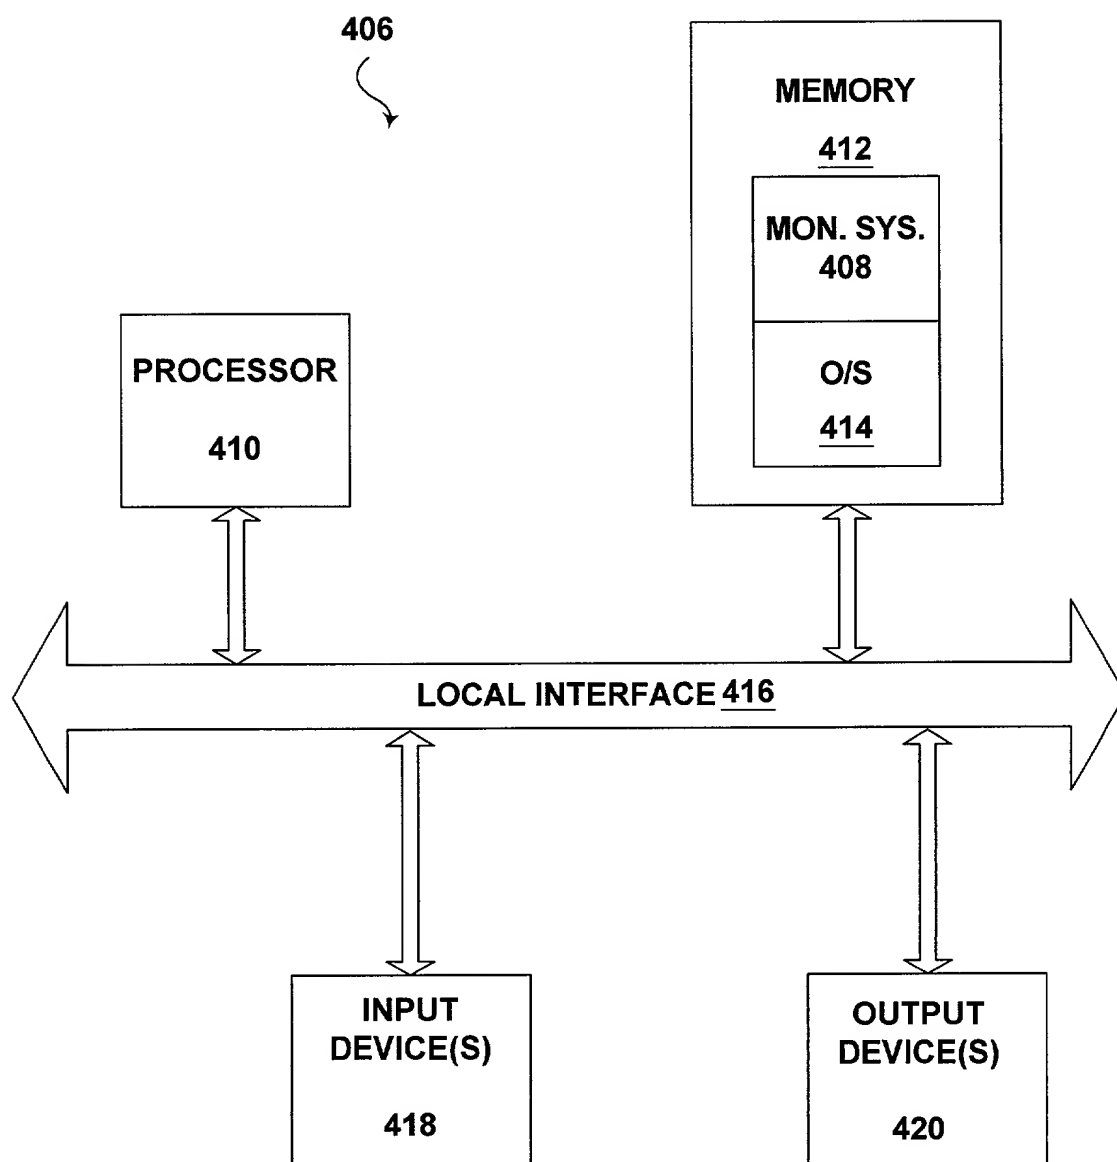 406
MEMORY
412
MON. SYS.
408
O/S
414
PROCESSOR
410
LOCAL INTERFACE 416
INPUT
DEVICE(S)
418
OUTPUT
DEVICE(S)
420